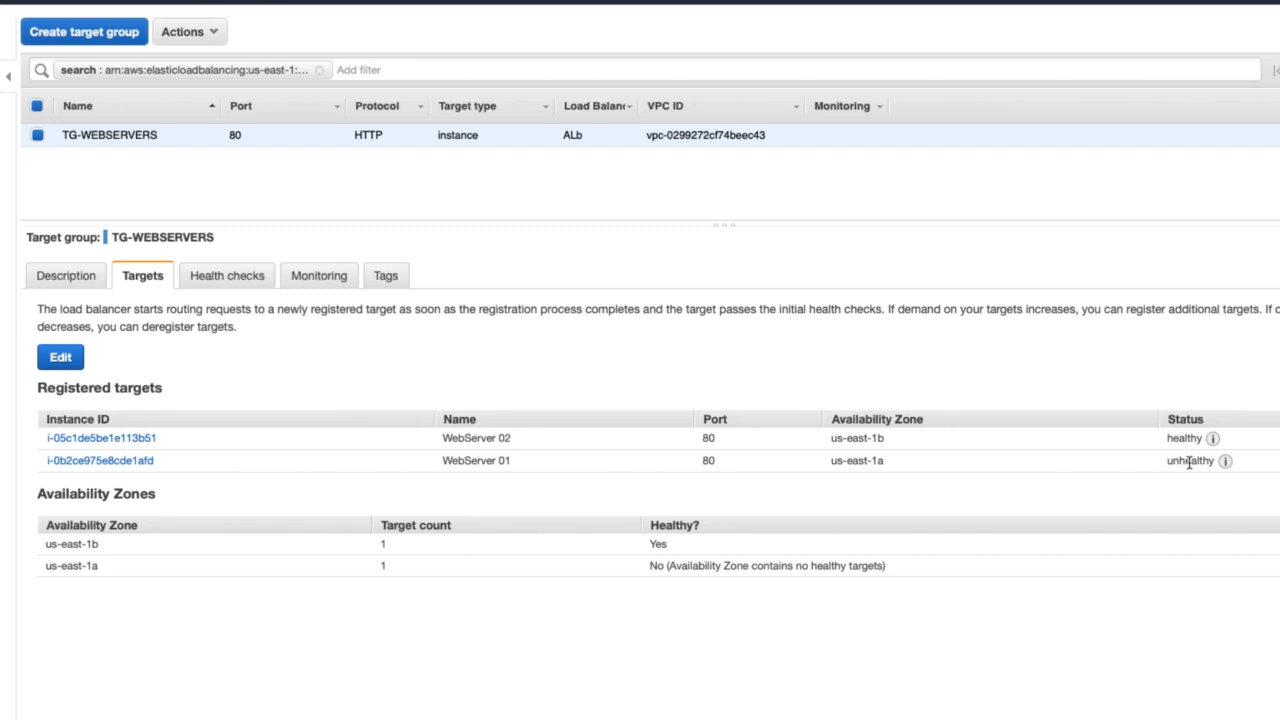 Create target group Actions
search : arn:aws:elasticloadbalancing:us-east-1:... Add filter
Name Port Protocol Target type Load Balanc VPC ID Monitoring
TG-WEBSERVERS 80 HTTP instance ALb vpc-0299272cf74beec43
Target group: TG-WEBSERVERS
Description Targets Health checks Monitoring Tags
The load balancer starts routing requests to a newly registered target as soon as the registration process completes and the target passes the initial health checks. If demand on your targets increases, you can register additional targets. If
decreases, you can deregister targets.
Edit
Registered targets
Instance ID Name Port Availability Zone Status
i-05c1de5be1e113b51 WebServer 02 80 us-east-1b healthy
i-0b2ce975e8cde1afd WebServer 01 80 us-east-1a unhealthy
Availability Zones
Availability Zone Target count Healthy?
us-east-1b 1 Yes
us-east-1a 1 No (Availability Zone contains no healthy targets)